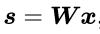 s = Wx,